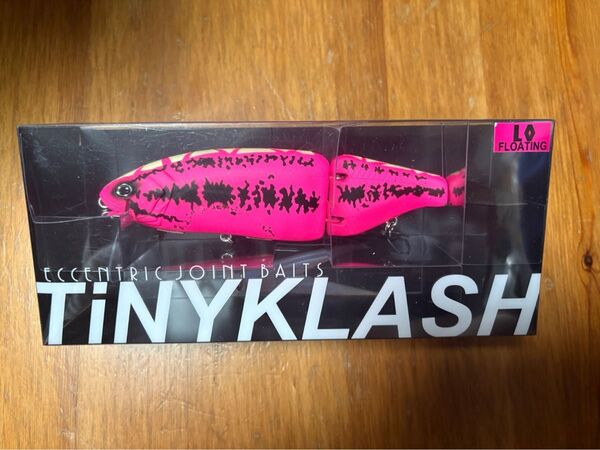 LO
FLOATING
ECCENTRIC JOINT BAITS
TiNYKLASH